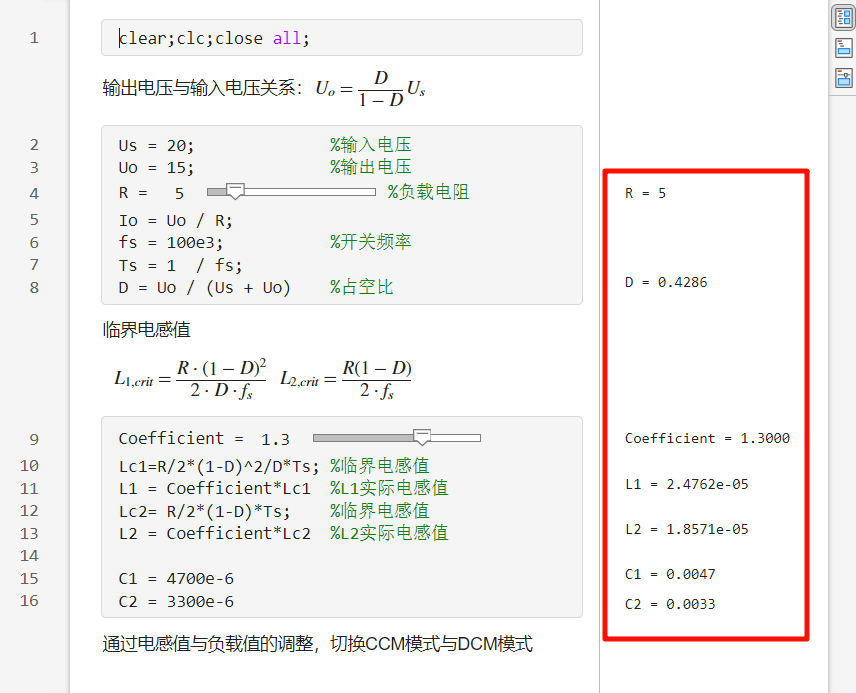 1 clear;clc;close all;
输出电压与输入电压关系： U_o = D / (1 − D) U_s
2 Us = 20; %输入电压
3 Uo = 15; %输出电压
4 R = 5 %负载电阻 R = 5
5 Io = Uo / R;
6 fs = 100e3; %开关频率
7 Ts = 1 / fs;
8 D = Uo / (Us + Uo) %占空比 D = 0.4286
临界电感值
L_{1,crit} = R · (1 − D)^2 / (2 · D · f_s) L_{2,crit} = R(1 − D) / (2 · f_s)
9 Coefficient = 1.3 Coefficient = 1.3000
10 Lc1=R/2*(1-D)^2/D*Ts; %临界电感值
11 L1 = Coefficient*Lc1 %L1实际电感值 L1 = 2.4762e-05
12 Lc2= R/2*(1-D)*Ts; %临界电感值
13 L2 = Coefficient*Lc2 %L2实际电感值 L2 = 1.8571e-05
14
15 C1 = 4700e-6 C1 = 0.0047
16 C2 = 3300e-6 C2 = 0.0033
通过电感值与负载值的调整，切换CCM模式与DCM模式